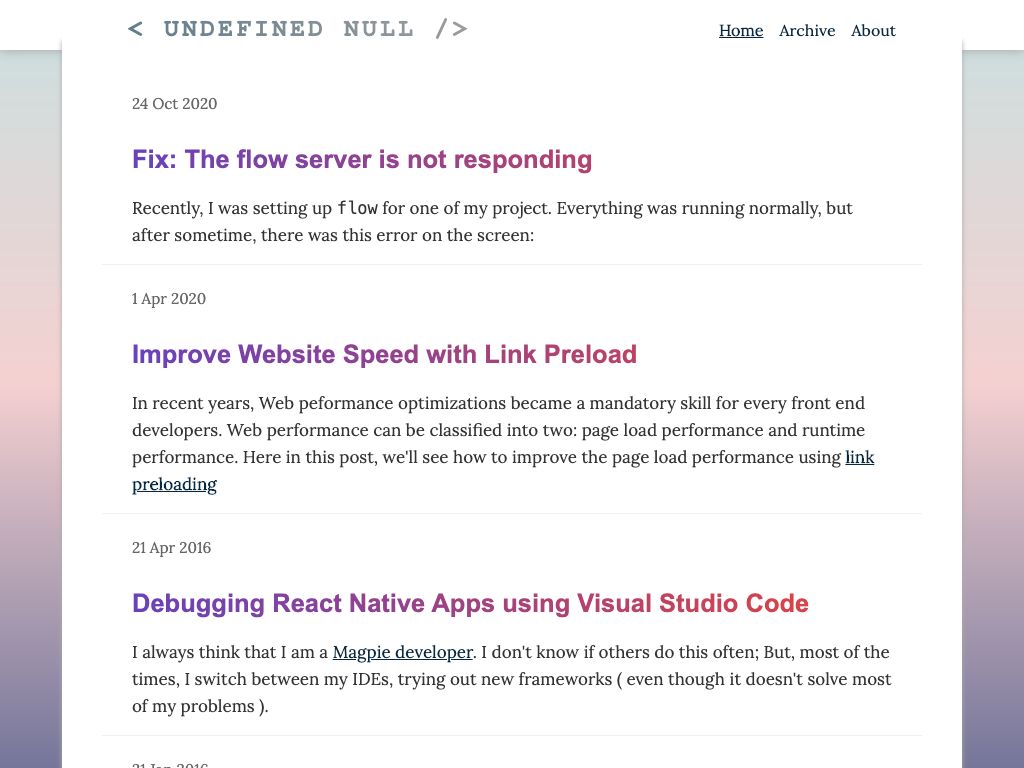 < UNDEFINED NULL />
Home Archive About
24 Oct 2020
Fix: The flow server is not responding
Recently, I was setting up flow for one of my project. Everything was running normally, but
after sometime, there was this error on the screen:
1 Apr 2020
Improve Website Speed with Link Preload
In recent years, Web peformance optimizations became a mandatory skill for every front end
developers. Web performance can be classified into two: page load performance and runtime
performance. Here in this post, we'll see how to improve the page load performance using link
preloading
21 Apr 2016
Debugging React Native Apps using Visual Studio Code
I always think that I am a Magpie developer. I don't know if others do this often; But, most of the
times, I switch between my IDEs, trying out new frameworks ( even though it doesn't solve most
of my problems ).